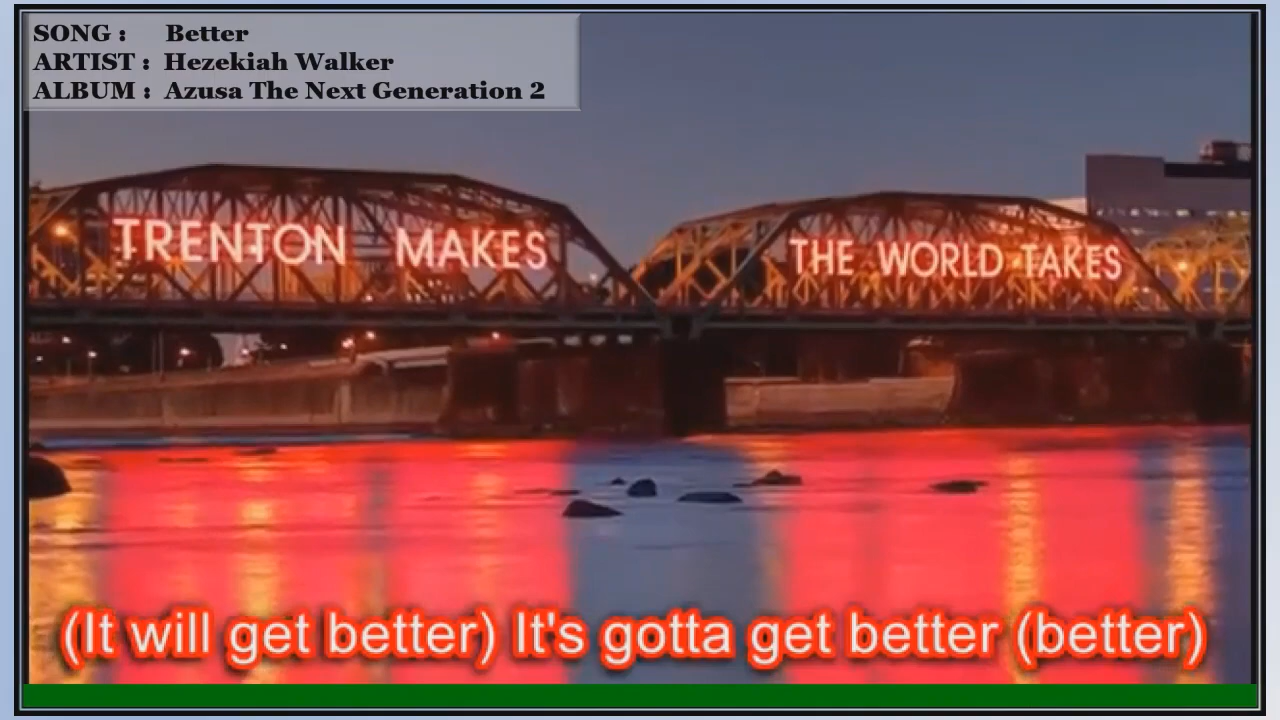 SONG : Better
ARTIST : Hezekiah Walker
ALBUM : Azusa The Next Generation 2
TRENTON MAKES THE WORLD TAKES
(It will get better) It's gotta get better (better)